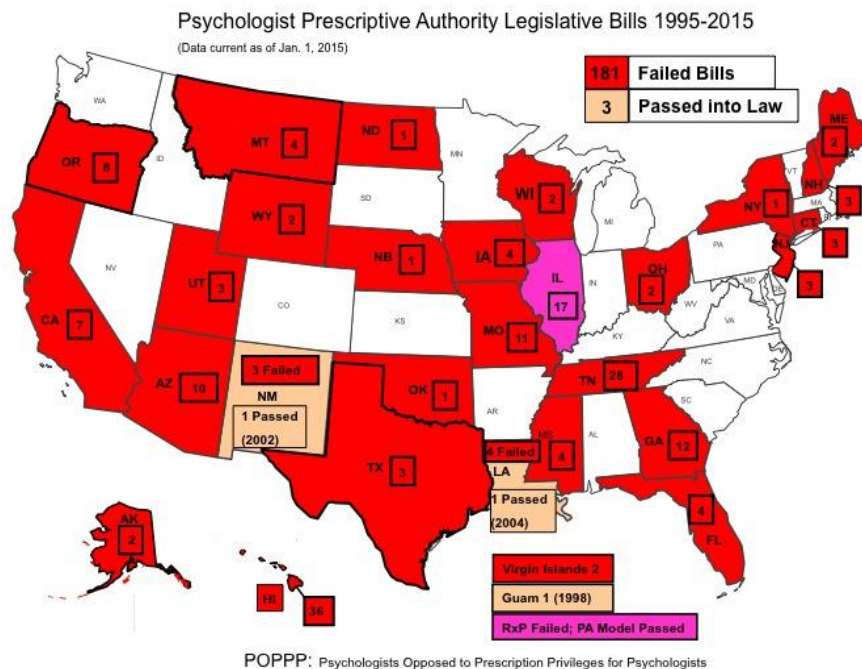 Psychologist Prescriptive Authority Legislative Bills 1995-2015
(Data current as of Jan. 1, 2015)
181 Failed Bills
3 Passed into Law
WA
OR 8
ID
MT 4
ND 1
MN
WI 2
MI
ME 2
VT
NH
NY 1
MA
3
CT
RI
3
NJ
3
PA
SD
WY 2
NB 1
IA 4
IL 17
IN
OH 2
NV
UT 3
CO
KS
MO 11
KY
WV
VA
MD
DE
CA 7
AZ 10
3 Failed
NM
1 Passed
(2002)
OK 1
AR
TN 28
NC
SC
TX 3
4 Failed
LA
1 Passed
(2004)
MS 4
AL
GA 12
4
FL
AK 2
HI 36
Virgin Islands 2
Guam 1 (1998)
RxP Failed; PA Model Passed
POPPP: Psychologists Opposed to Prescription Privileges for Psychologists